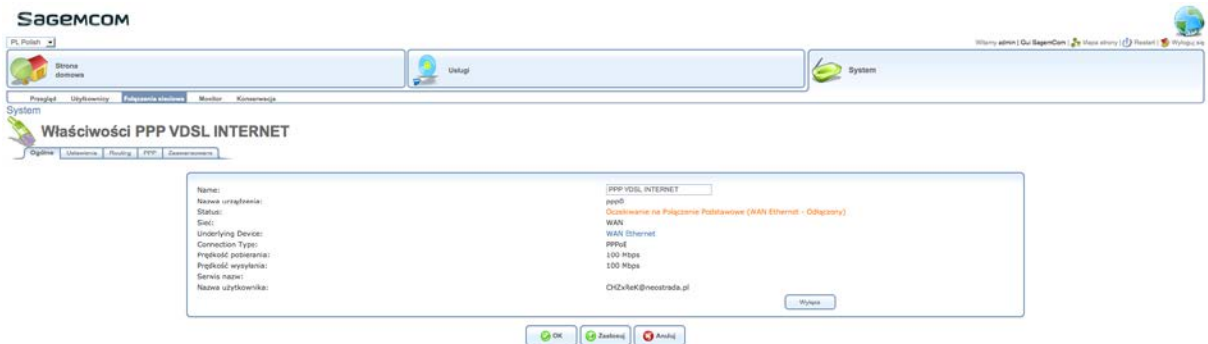 SAGEMCOM
PL Polish
Witamy admin | Gui SagemCom | Mapa strony | Restart | Wyloguj się
Strona domowa
Usługi
System
Przegląd Użytkownicy Połączenia sieciowe Monitor Konserwacja
System
Właściwości PPP VDSL INTERNET
Ogólne Ustawienia Routing PPP Zaawansowane
Name: PPP VDSL INTERNET
Nazwa urządzenia: ppp0
Status: Oczekiwanie na Połączenie Podstawowe (WAN Ethernet - Odłączony)
Sieć: WAN
Underlying Device: WAN Ethernet
Connection Type: PPPoE
Prędkość pobierania: 100 Mbps
Prędkość wysyłania: 100 Mbps
Serwis nazw:
Nazwa użytkownika: CHZxReK@neostrada.pl
OK Zastosuj Anuluj